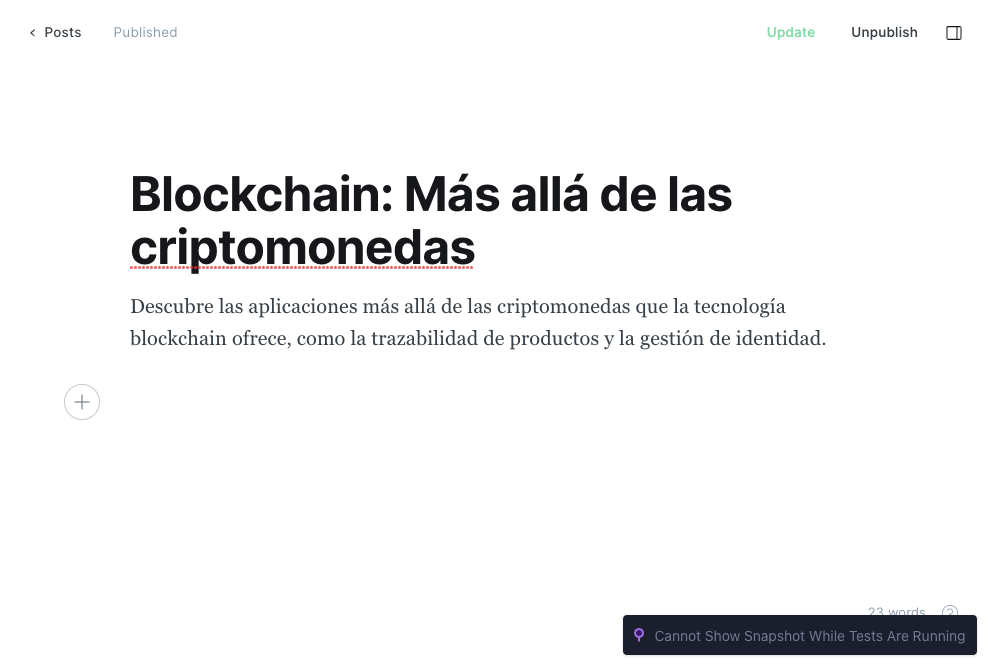 Posts
Published
Update
Unpublish
Blockchain: Más allá de las
criptomonedas
Descubre las aplicaciones más allá de las criptomonedas que la tecnología
blockchain ofrece, como la trazabilidad de productos y la gestión de identidad.
23 words
Cannot Show Snapshot While Tests Are Running